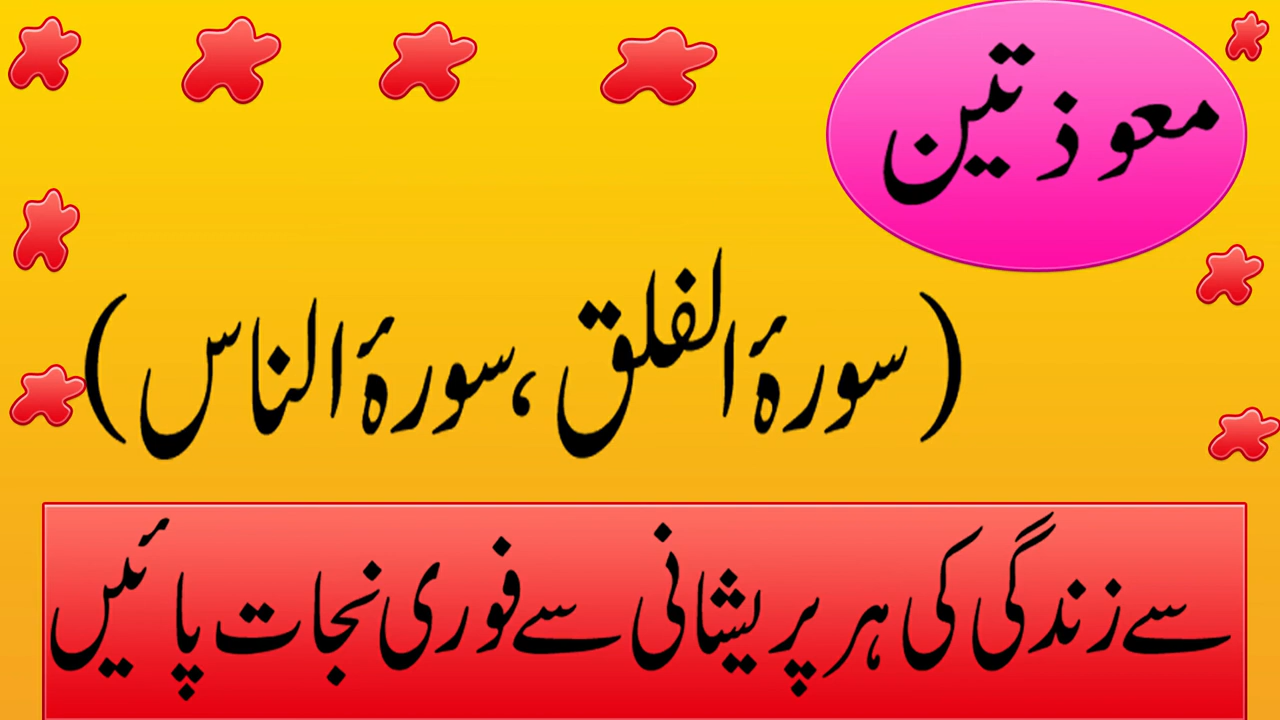 معوذتین
(سورۂ الفلق ،سورۂ الناس)
سے زندگی کی ہر پریشانی سے فوری نجات پائیں